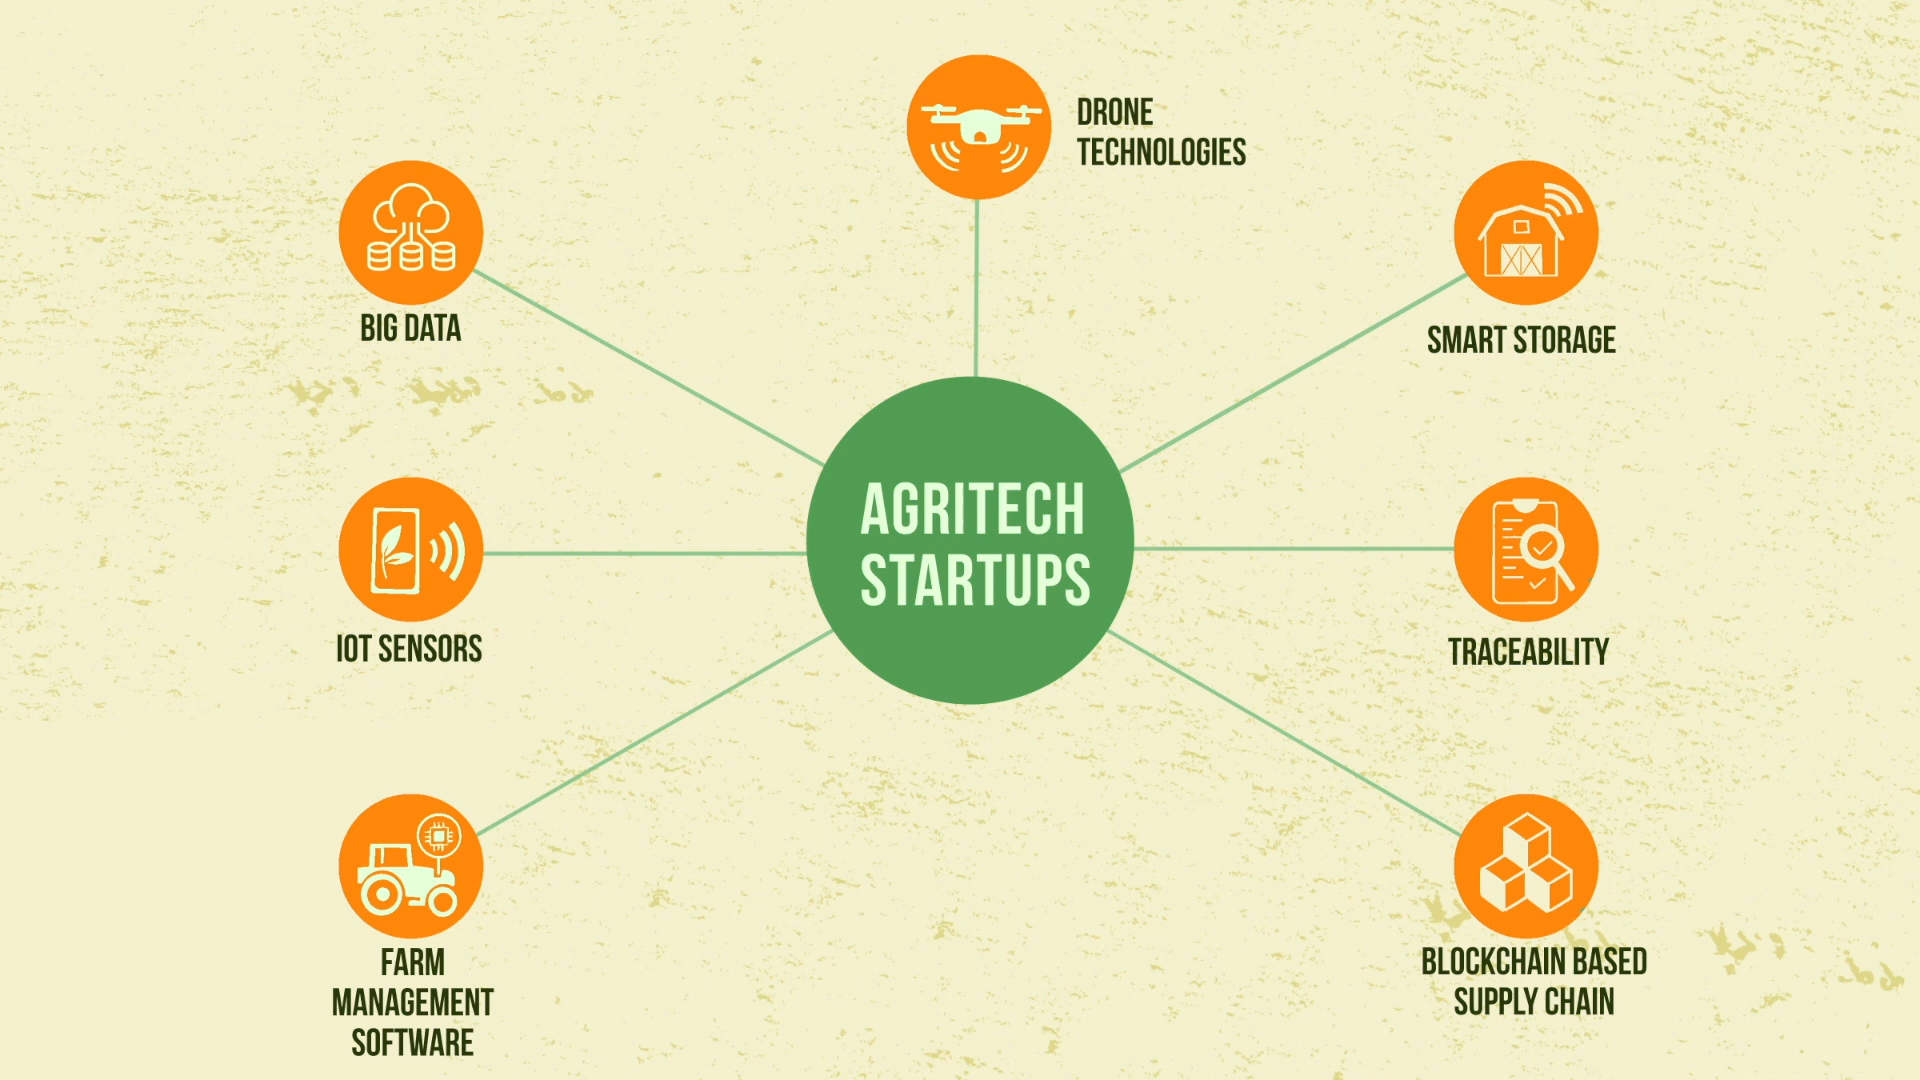 DRONE
TECHNOLOGIES
BIG DATA
SMART STORAGE
AGRITECH
STARTUPS
IOT SENSORS
TRACEABILITY
FARM
MANAGEMENT
SOFTWARE
BLOCKCHAIN BASED
SUPPLY CHAIN